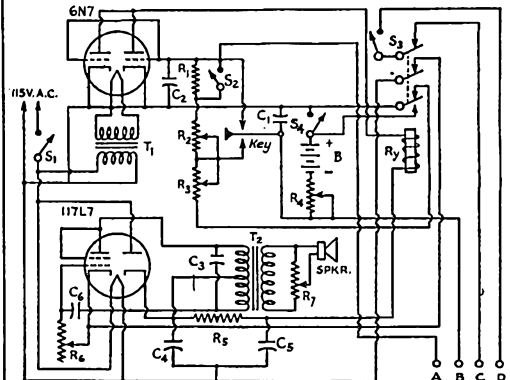 6N7
115V. A.C.
S1
T1
C2
R1
S2
R2
R3
Key
C1
S4
+
B
-
R4
S3
Ry
117L7
C6
R6
C3
T2
R7
SPKR.
R5
C4
C5
A B C D